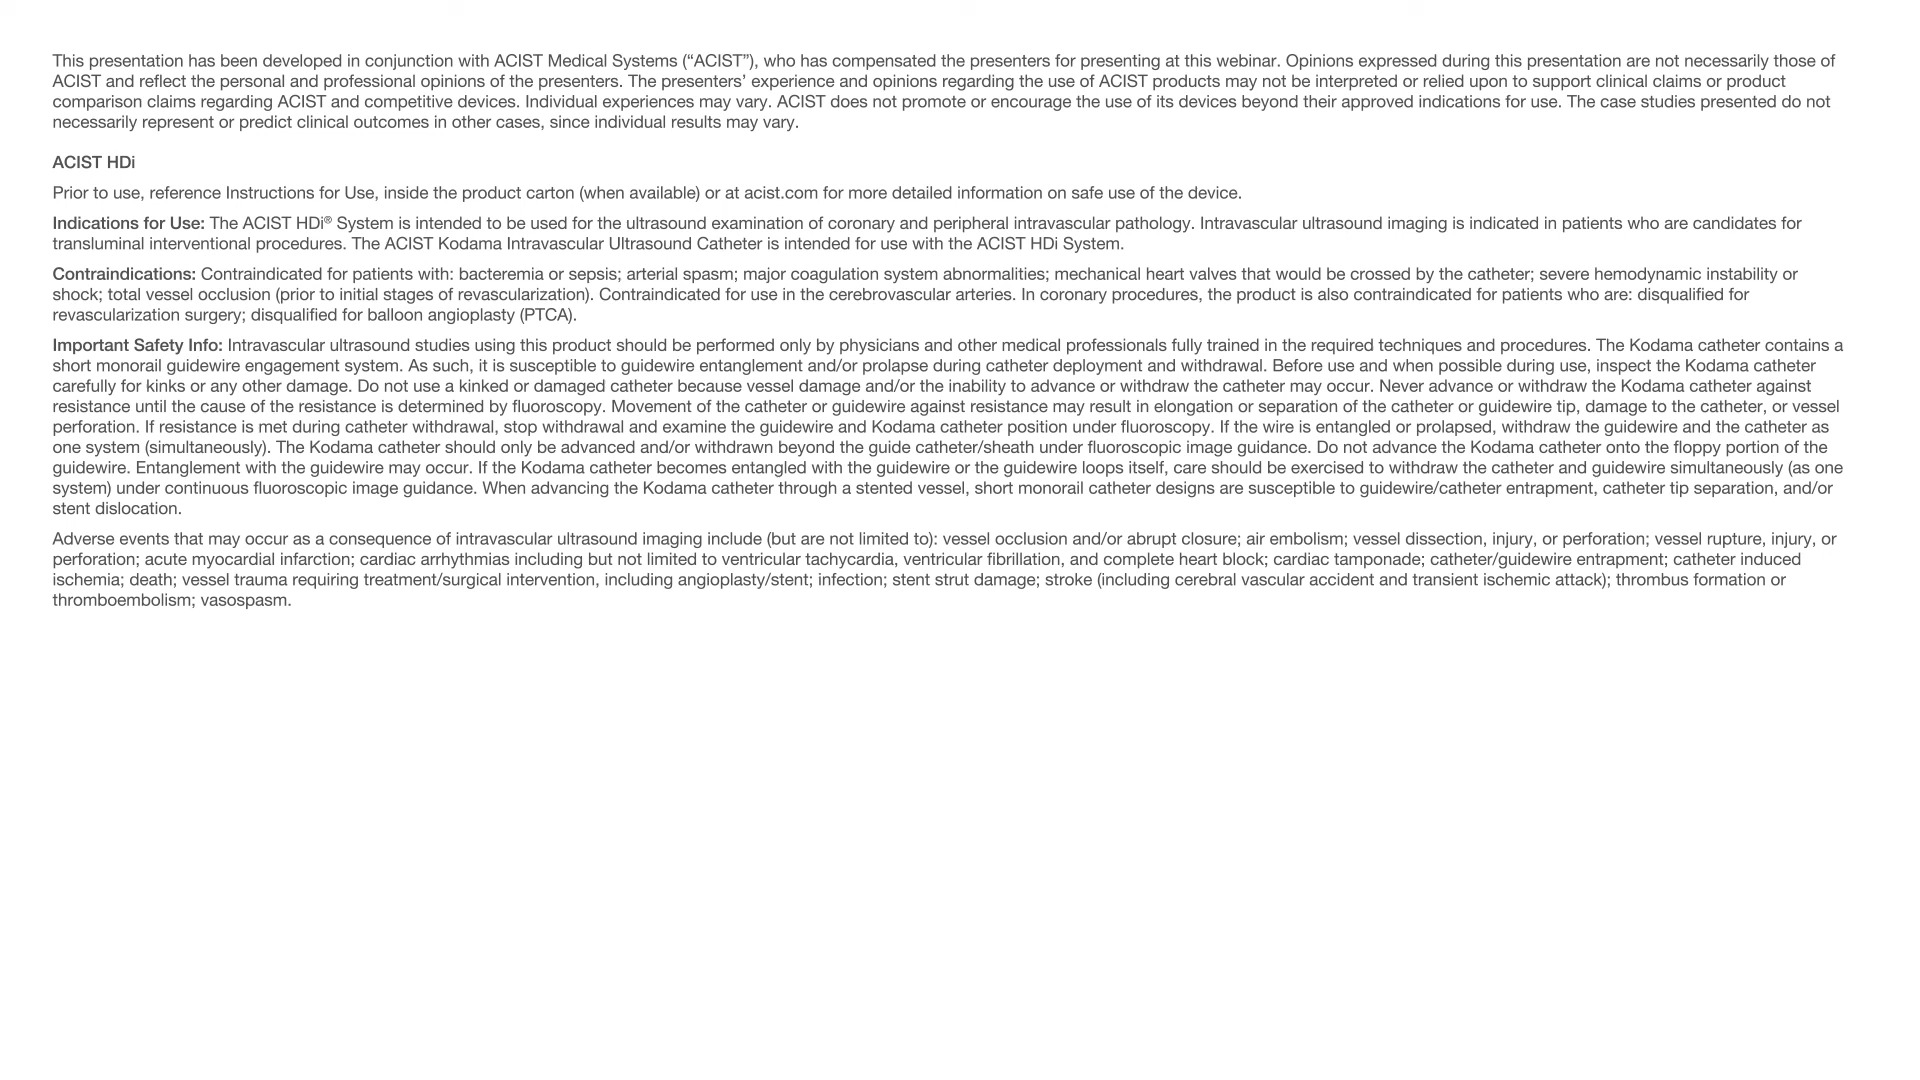 This presentation has been developed in conjunction with ACIST Medical Systems (“ACIST”), who has compensated the presenters for presenting at this webinar. Opinions expressed during this presentation are not necessarily those of
ACIST and reflect the personal and professional opinions of the presenters. The presenters’ experience and opinions regarding the use of ACIST products may not be interpreted or relied upon to support clinical claims or product
comparison claims regarding ACIST and competitive devices. Individual experiences may vary. ACIST does not promote or encourage the use of its devices beyond their approved indications for use. The case studies presented do not
necessarily represent or predict clinical outcomes in other cases, since individual results may vary.
ACIST HDi
Prior to use, reference Instructions for Use, inside the product carton (when available) or at acist.com for more detailed information on safe use of the device.
Indications for Use: The ACIST HDi® System is intended to be used for the ultrasound examination of coronary and peripheral intravascular pathology. Intravascular ultrasound imaging is indicated in patients who are candidates for
transluminal interventional procedures. The ACIST Kodama Intravascular Ultrasound Catheter is intended for use with the ACIST HDi System.
Contraindications: Contraindicated for patients with: bacteremia or sepsis; arterial spasm; major coagulation system abnormalities; mechanical heart valves that would be crossed by the catheter; severe hemodynamic instability or
shock; total vessel occlusion (prior to initial stages of revascularization). Contraindicated for use in the cerebrovascular arteries. In coronary procedures, the product is also contraindicated for patients who are: disqualified for
revascularization surgery; disqualified for balloon angioplasty (PTCA).
Important Safety Info: Intravascular ultrasound studies using this product should be performed only by physicians and other medical professionals fully trained in the required techniques and procedures. The Kodama catheter contains a
short monorail guidewire engagement system. As such, it is susceptible to guidewire entanglement and/or prolapse during catheter deployment and withdrawal. Before use and when possible during use, inspect the Kodama catheter
carefully for kinks or any other damage. Do not use a kinked or damaged catheter because vessel damage and/or the inability to advance or withdraw the catheter may occur. Never advance or withdraw the Kodama catheter against
resistance until the cause of the resistance is determined by fluoroscopy. Movement of the catheter or guidewire against resistance may result in elongation or separation of the catheter or guidewire tip, damage to the catheter, or vessel
perforation. If resistance is met during catheter withdrawal, stop withdrawal and examine the guidewire and Kodama catheter position under fluoroscopy. If the wire is entangled or prolapsed, withdraw the guidewire and the catheter as
one system (simultaneously). The Kodama catheter should only be advanced and/or withdrawn beyond the guide catheter/sheath under fluoroscopic image guidance. Do not advance the Kodama catheter onto the floppy portion of the
guidewire. Entanglement with the guidewire may occur. If the Kodama catheter becomes entangled with the guidewire or the guidewire loops itself, care should be exercised to withdraw the catheter and guidewire simultaneously (as one
system) under continuous fluoroscopic image guidance. When advancing the Kodama catheter through a stented vessel, short monorail catheter designs are susceptible to guidewire/catheter entrapment, catheter tip separation, and/or
stent dislocation.
Adverse events that may occur as a consequence of intravascular ultrasound imaging include (but are not limited to): vessel occlusion and/or abrupt closure; air embolism; vessel dissection, injury, or perforation; vessel rupture, injury, or
perforation; acute myocardial infarction; cardiac arrhythmias including but not limited to ventricular tachycardia, ventricular fibrillation, and complete heart block; cardiac tamponade; catheter/guidewire entrapment; catheter induced
ischemia; death; vessel trauma requiring treatment/surgical intervention, including angioplasty/stent; infection; stent strut damage; stroke (including cerebral vascular accident and transient ischemic attack); thrombus formation or
thromboembolism; vasospasm.